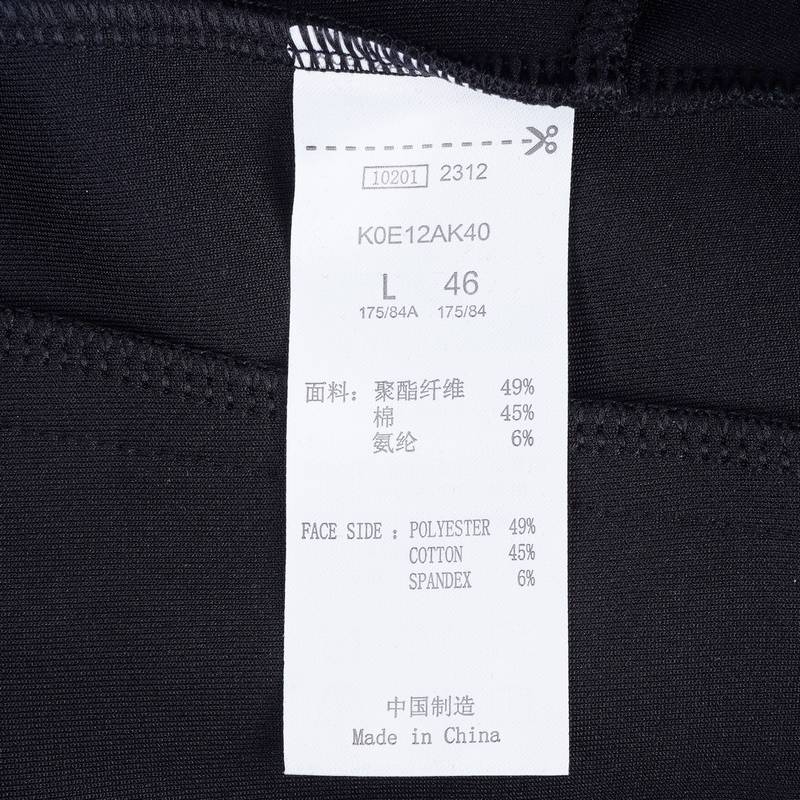 10201 2312
K0E12AK40
L 46
175/84A 175/84
面料：聚酯纤维 49%
棉 45%
氨纶 6%
FACE SIDE : POLYESTER 49%
COTTON 45%
SPANDEX 6%
中国制造
Made in China